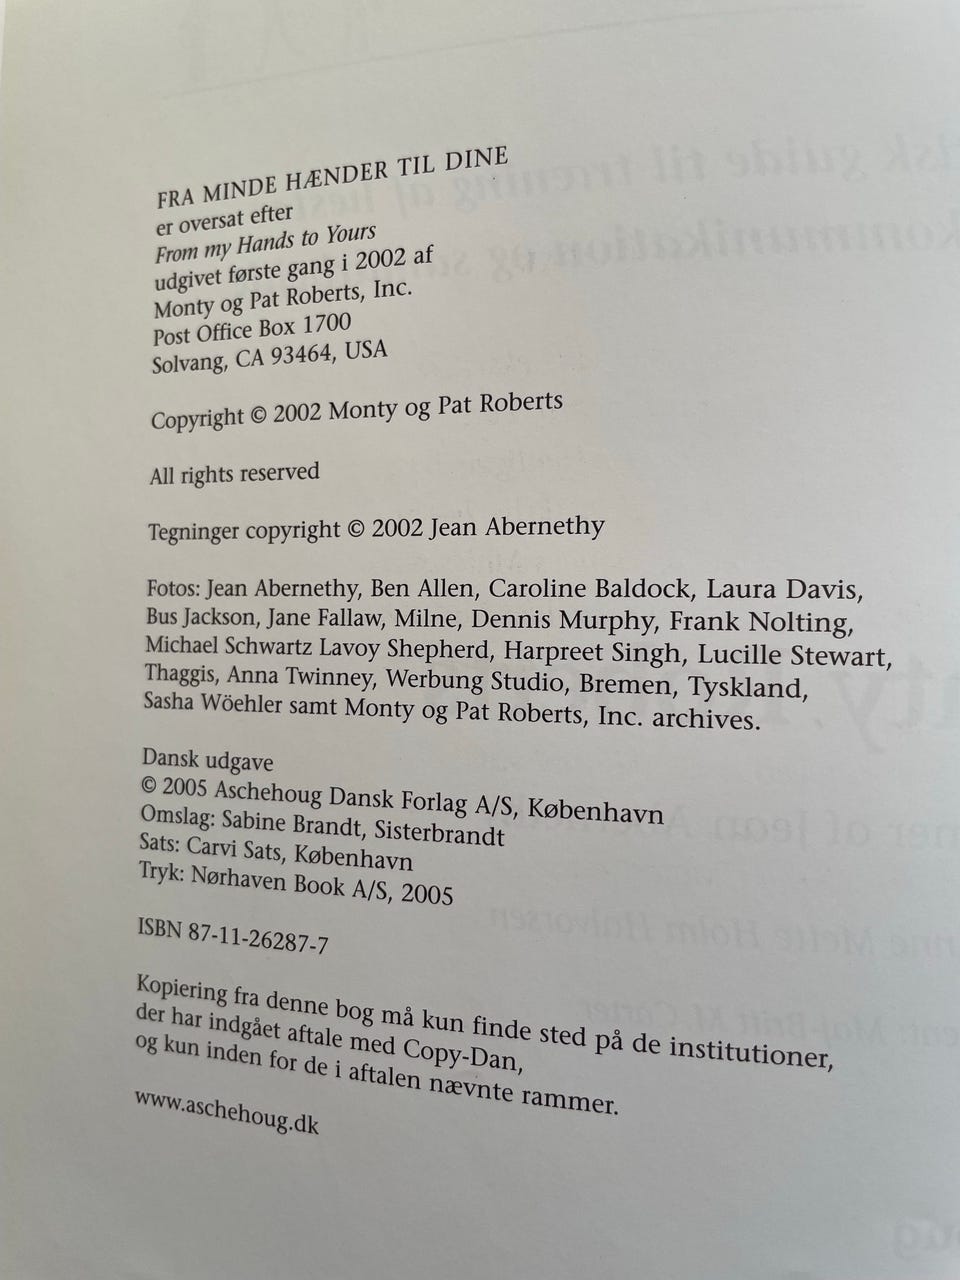 FRA MINDE HÆNDER TIL DINE
er oversat efter
From my Hands to Yours
udgivet første gang i 2002 af
Monty og Pat Roberts, Inc.
Post Office Box 1700
Solvang, CA 93464, USA
Copyright © 2002 Monty og Pat Roberts
All rights reserved
Tegninger copyright © 2002 Jean Abernethy
Fotos: Jean Abernethy, Ben Allen, Caroline Baldock, Laura Davis,
Bus Jackson, Jane Fallaw, Milne, Dennis Murphy, Frank Nolting,
Michael Schwartz Lavoy Shepherd, Harpreet Singh, Lucille Stewart,
Thaggis, Anna Twinney, Werbung Studio, Bremen, Tyskland,
Sasha Wöehler samt Monty og Pat Roberts, Inc. archives.
Dansk udgave
© 2005 Aschehoug Dansk Forlag A/S, København
Omslag: Sabine Brandt, Sisterbrandt
Sats: Carvi Sats, København
Tryk: Nørhaven Book A/S, 2005
ISBN 87-11-26287-7
Kopiering fra denne bog må kun finde sted på de institutioner,
der har indgået aftale med Copy-Dan,
og kun inden for de i aftalen nævnte rammer.
www.aschehoug.dk